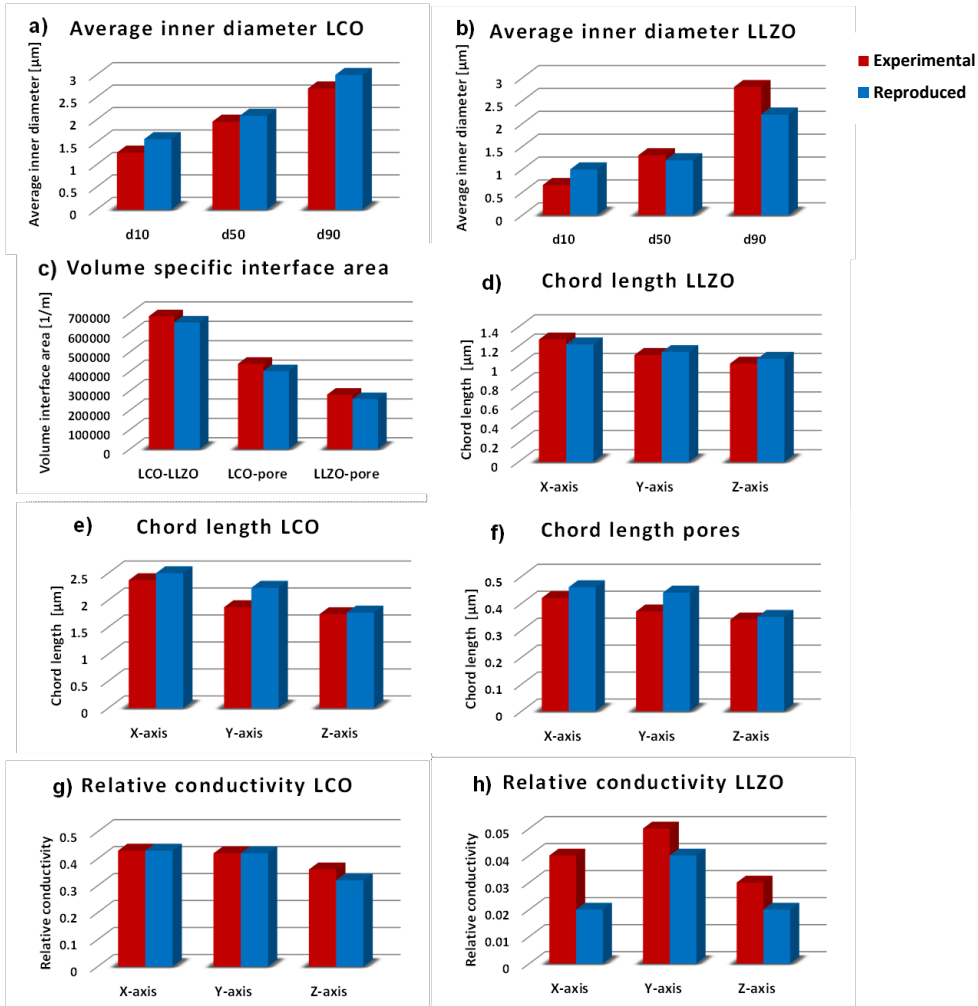 a) Average inner diameter LCO
Average inner diameter [µm]
3
2.5
2
1.5
1
0.5
0
d10 d50 d90
b) Average inner diameter LLZO
Average inner diameter [µm]
3
2.5
2
1.5
1
0.5
0
d10 d50 d90
Experimental
Reproduced
c) Volume specific interface area
Volume interface area [1/m]
700000
600000
500000
400000
300000
200000
100000
0
LCO-LLZO LCO-pore LLZO-pore
d) Chord length LLZO
Chord length [µm]
1.4
1.2
1
0.8
0.6
0.4
0.2
0
X-axis Y-axis Z-axis
e) Chord length LCO
Chord length [µm]
2.5
2
1.5
1
0.5
0
X-axis Y-axis Z-axis
f) Chord length pores
Chord length [µm]
0.5
0.4
0.3
0.2
0.1
0
X-axis Y-axis Z-axis
g) Relative conductivity LCO
Relative conductivity
0.5
0.4
0.3
0.2
0.1
0
X-axis Y-axis Z-axis
h) Relative conductivity LLZO
Relative conductivity
0.05
0.04
0.03
0.02
0.01
0
X-axis Y-axis Z-axis